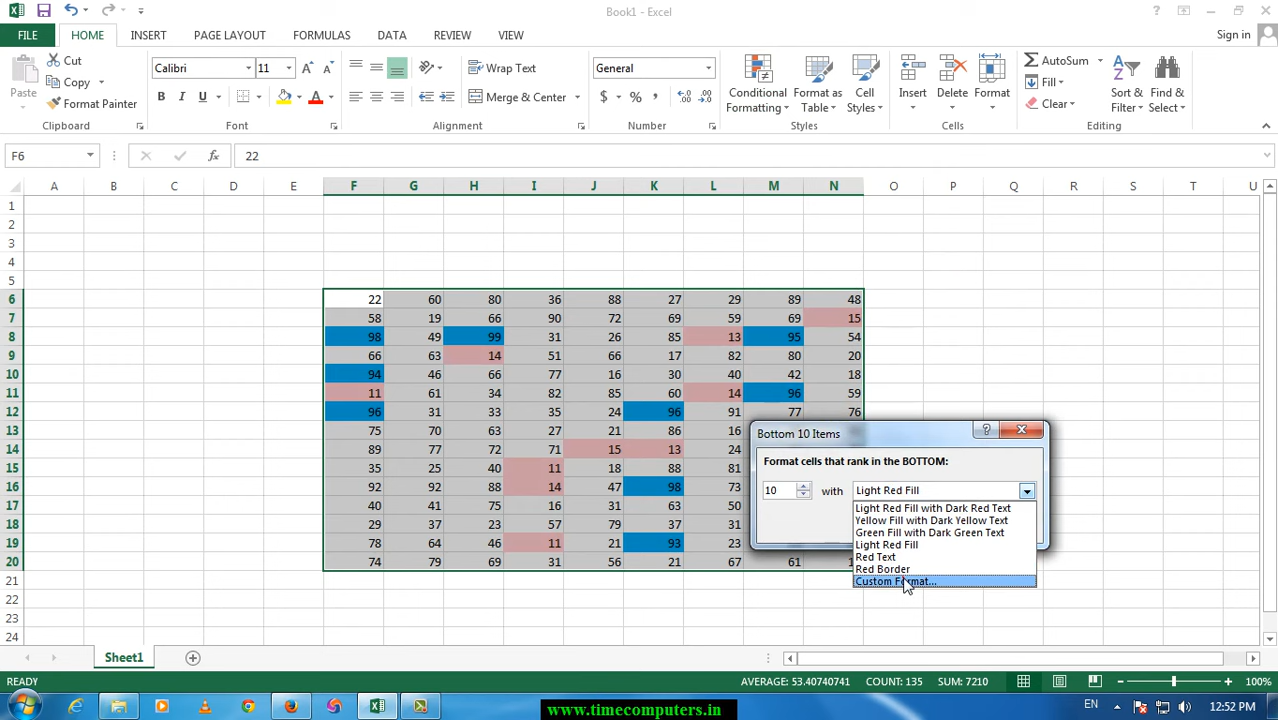 Book1 - Excel
FILE HOME INSERT PAGE LAYOUT FORMULAS DATA REVIEW VIEW Sign in
Cut
Copy
Format Painter
Paste
Calibri 11
B I U
Wrap Text
Merge & Center
General
$ % ,
Conditional Formatting
Format as Table
Cell Styles
Insert Delete Format
AutoSum
Fill
Clear
Sort & Filter
Find & Select
Clipboard Font Alignment Number Styles Cells Editing
F6 fx 22
A B C D E F G H I J K L M N O P Q R S T U
1
2
3
4
5
6 22 60 80 36 88 27 29 89 48
7 58 19 66 90 72 69 59 69 15
8 98 49 99 31 26 85 13 95 54
9 66 63 14 51 66 17 82 80 20
10 94 46 66 77 16 30 40 42 18
11 11 61 34 82 85 60 14 96 59
12 96 31 33 35 24 96 91 77 76
13 75 70 63 27 21 86 16
14 89 77 72 71 15 13 24
15 35 25 40 11 18 88 81
16 92 92 88 14 47 98 73
17 40 41 75 16 31 63 50
18 29 37 23 57 79 37 31
19 78 64 46 11 21 93 23
20 74 79 69 31 56 21 67 61
21
22
23
24
Bottom 10 Items
Format cells that rank in the BOTTOM:
10 with Light Red Fill
Light Red Fill with Dark Red Text
Yellow Fill with Dark Yellow Text
Green Fill with Dark Green Text
Light Red Fill
Red Text
Red Border
Custom Format...
Sheet1
READY AVERAGE: 53.40740741 COUNT: 135 SUM: 7210 100%
www.timecomputers.in
EN 12:52 PM